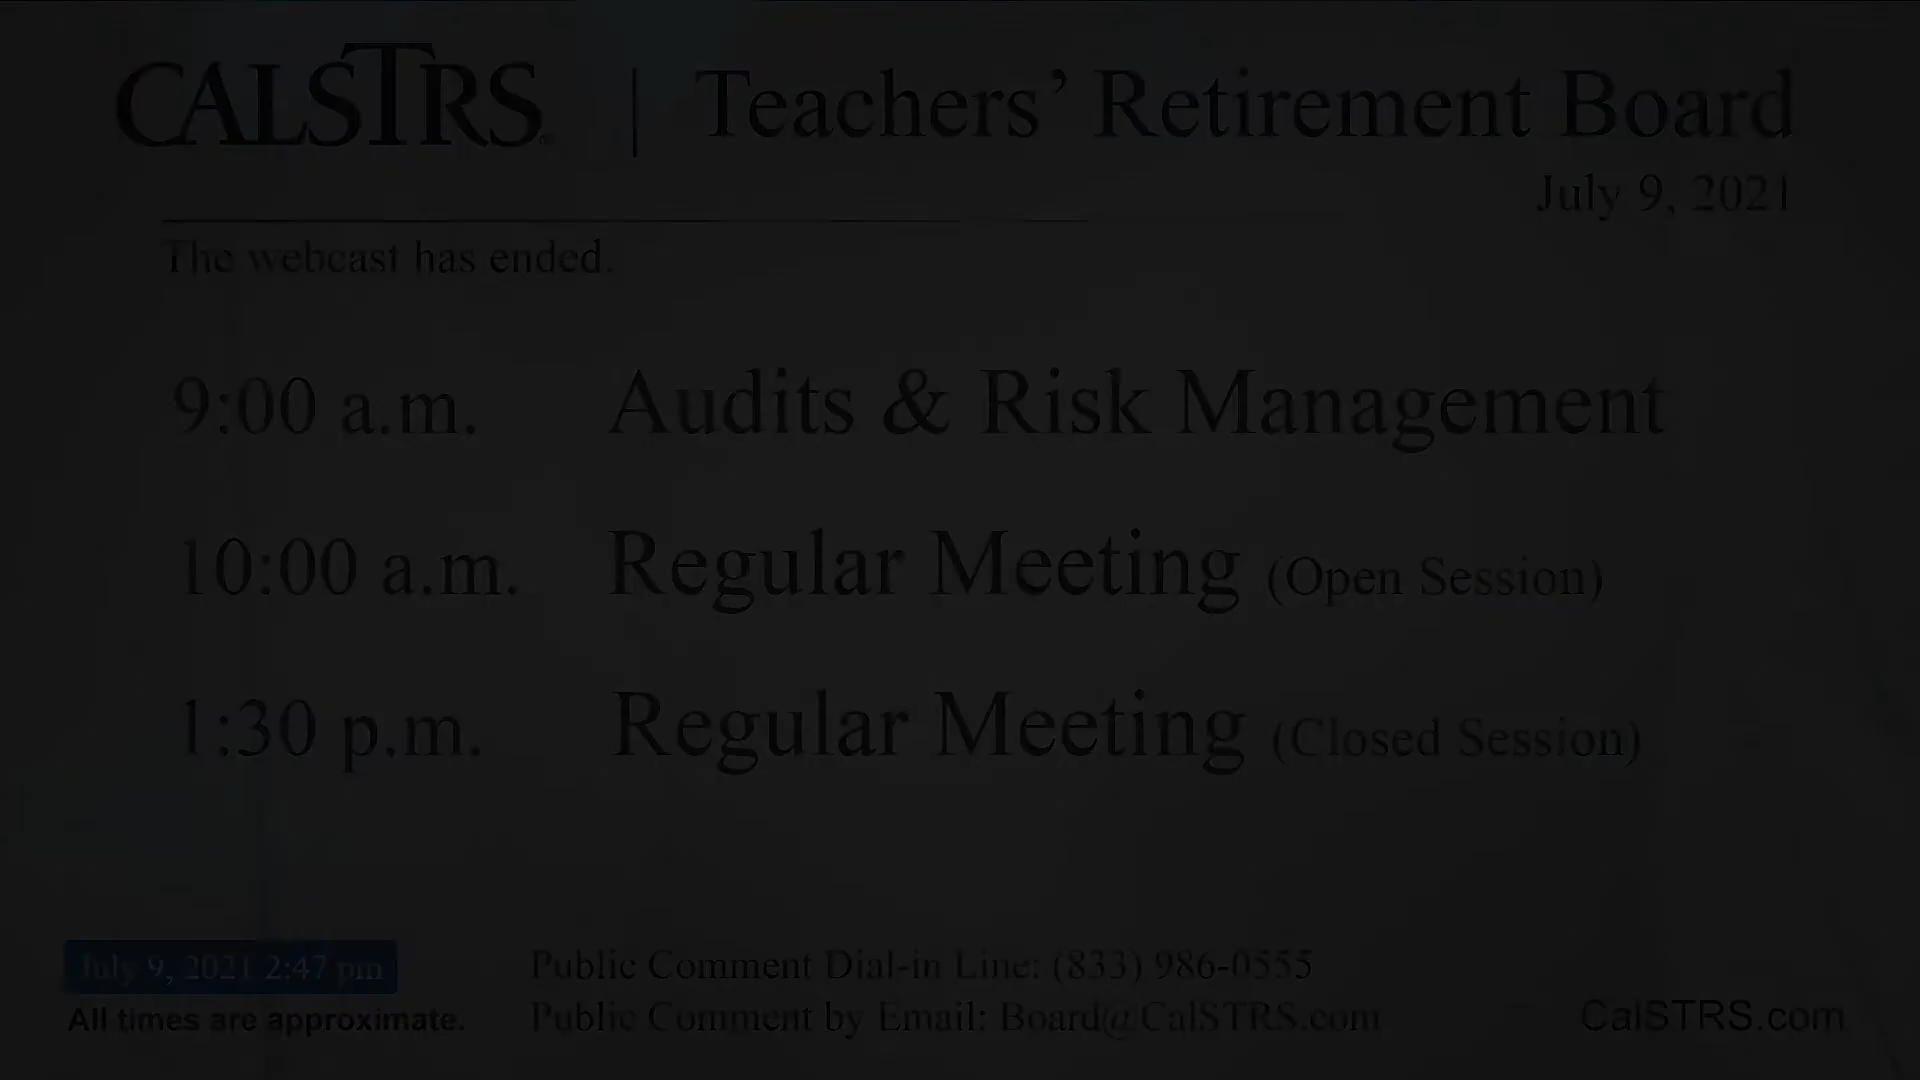 CALSTRS | Teachers’ Retirement Board
July 9, 2021
The webcast has ended.
9:00 a.m. Audits & Risk Management
10:00 a.m. Regular Meeting (Open Session)
1:30 p.m. Regular Meeting (Closed Session)
July 9, 2021 2:47 pm
All times are approximate.
Public Comment Dial-in Line: (833) 986-0555
Public Comment by Email: Board@CalSTRS.com
CalSTRS.com